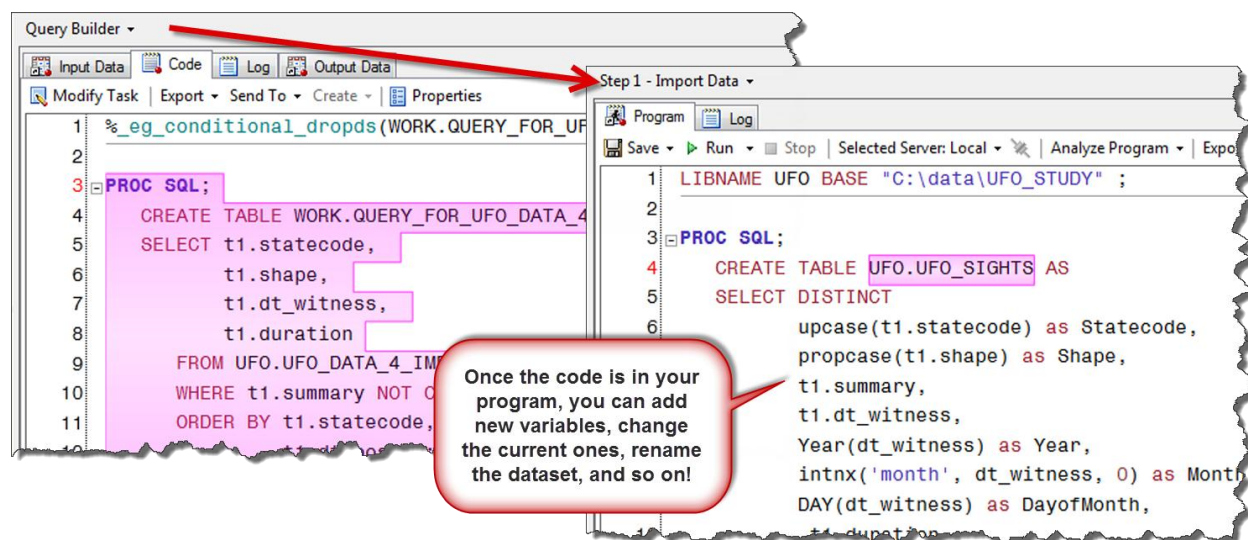 Query Builder
Input Data Code Log Output Data
Modify Task Export Send To Create Properties
1 %_eg_conditional_dropds(WORK.QUERY_FOR_UF
2
3 PROC SQL;
4 CREATE TABLE WORK.QUERY_FOR_UFO_DATA_4
5 SELECT t1.statecode,
6 t1.shape,
7 t1.dt_witness,
8 t1.duration
9 FROM UFO.UFO_DATA_4_IM
10 WHERE t1.summary NOT
11 ORDER BY t1.statecode,
Step 1 - Import Data
Program Log
Save Run Stop | Selected Server: Local | Analyze Program | Expo
1 LIBNAME UFO BASE "C:\data\UFO_STUDY" ;
2
3 PROC SQL;
4 CREATE TABLE UFO.UFO_SIGHTS AS
5 SELECT DISTINCT
6 upcase(t1.statecode) as Statecode,
propcase(t1.shape) as Shape,
t1.summary,
t1.dt_witness,
Year(dt_witness) as Year,
intnx('month', dt_witness, 0) as Month
DAY(dt_witness) as DayofMonth,
t1.duration
Once the code is in your
program, you can add
new variables, change
the current ones, rename
the dataset, and so on!